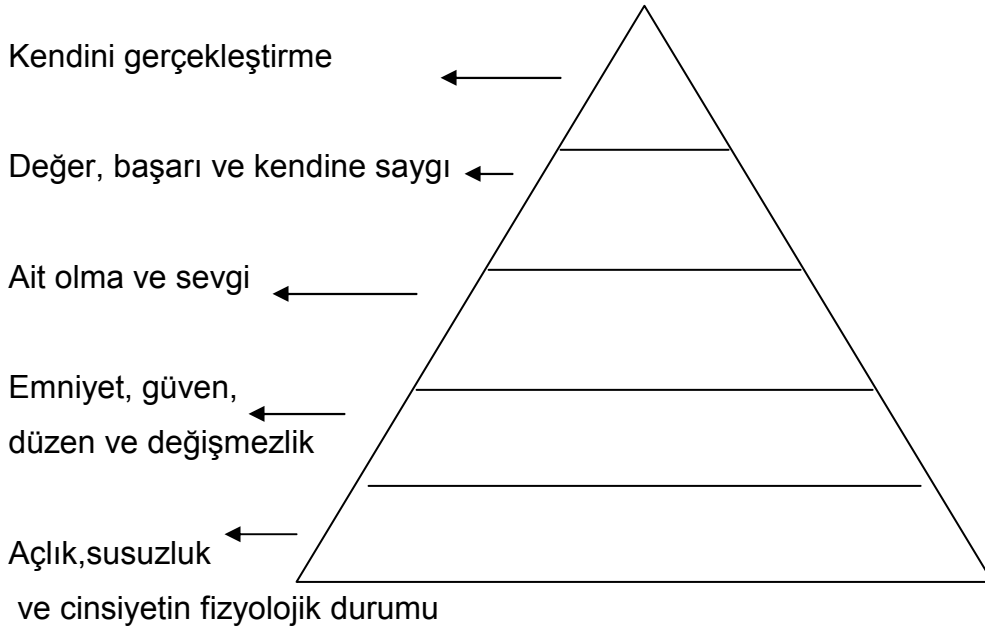 Kendini gerçekleştirme
Değer, başarı ve kendine saygı
Ait olma ve sevgi
Emniyet, güven,
düzen ve değişmezlik
Açlık,susuzluk
ve cinsiyetin fizyolojik durumu